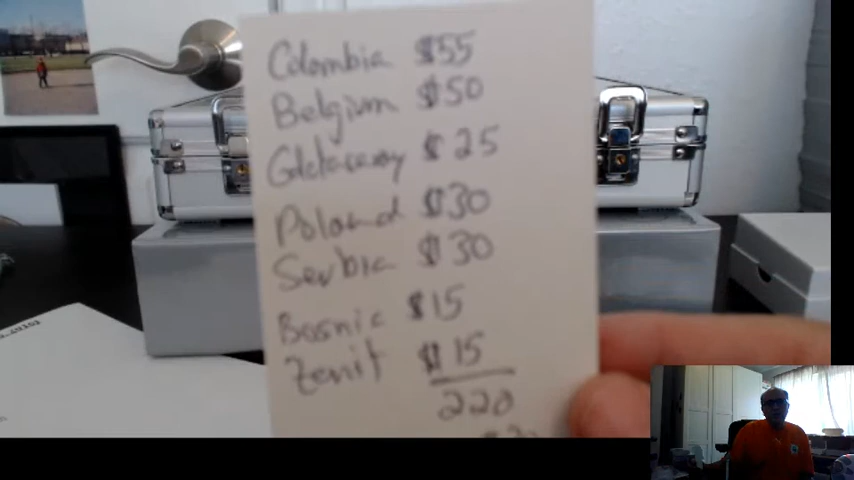 Colombia $55
Belgium $50
Galatasaray $25
Poland $30
Serbia $30
Bosnia $15
Zenit $15
220